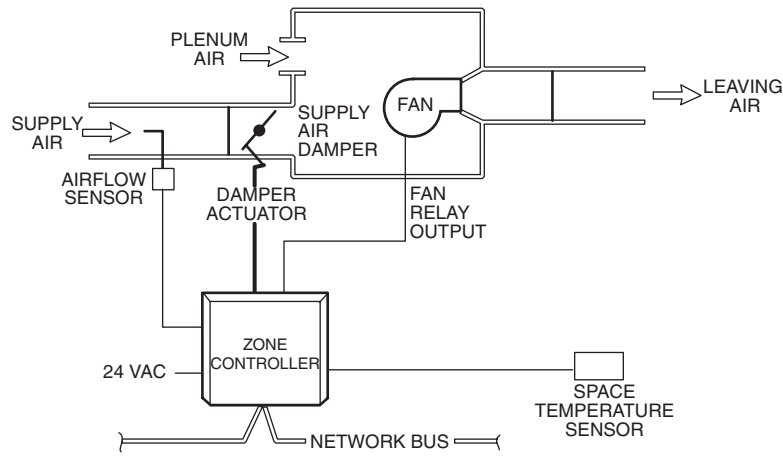 PLENUM
AIR
SUPPLY
AIR
AIRFLOW
SENSOR
SUPPLY
AIR
DAMPER
DAMPER
ACTUATOR
FAN
LEAVING
AIR
FAN
RELAY
OUTPUT
24 VAC
ZONE
CONTROLLER
SPACE
TEMPERATURE
SENSOR
NETWORK BUS